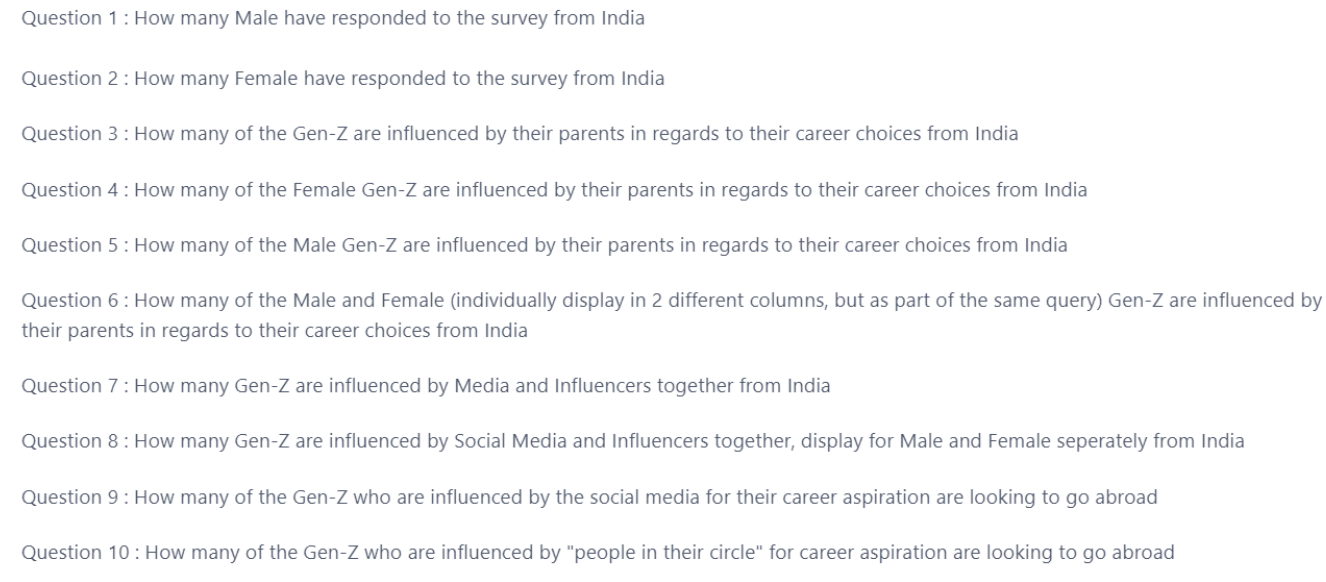 Question 1 : How many Male have responded to the survey from India
Question 2 : How many Female have responded to the survey from India
Question 3 : How many of the Gen-Z are influenced by their parents in regards to their career choices from India
Question 4 : How many of the Female Gen-Z are influenced by their parents in regards to their career choices from India
Question 5 : How many of the Male Gen-Z are influenced by their parents in regards to their career choices from India
Question 6 : How many of the Male and Female (individually display in 2 different columns, but as part of the same query) Gen-Z are influenced by
their parents in regards to their career choices from India
Question 7 : How many Gen-Z are influenced by Media and Influencers together from India
Question 8 : How many Gen-Z are influenced by Social Media and Influencers together, display for Male and Female seperately from India
Question 9 : How many of the Gen-Z who are influenced by the social media for their career aspiration are looking to go abroad
Question 10 : How many of the Gen-Z who are influenced by "people in their circle" for career aspiration are looking to go abroad